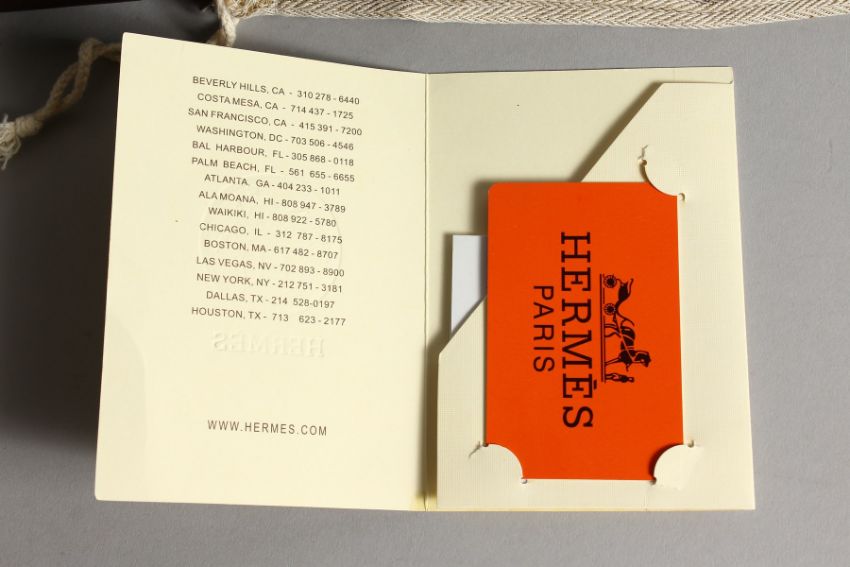 BEVERLY HILLS, CA - 310 278 - 6440
COSTA MESA, CA - 714 437 - 1725
SAN FRANCISCO, CA - 415 391 - 7200
WASHINGTON, DC - 703 506 - 4546
BAL HARBOUR, FL - 305 868 - 0118
PALM BEACH, FL - 561 655 - 6655
ATLANTA. GA - 404 233 - 1011
ALA MOANA, HI - 808 947 - 3789
WAIKIKI, HI - 808 922 - 5780
CHICAGO, IL - 312 787 - 8175
BOSTON, MA - 617 482 - 8707
LAS VEGAS, NV - 702 893 - 8900
NEW YORK, NY - 212 751 - 3181
DALLAS, TX - 214 528-0197
HOUSTON, TX - 713 623 - 2177
HERMÈS
WWW.HERMES.COM
HERMĒS
PARIS